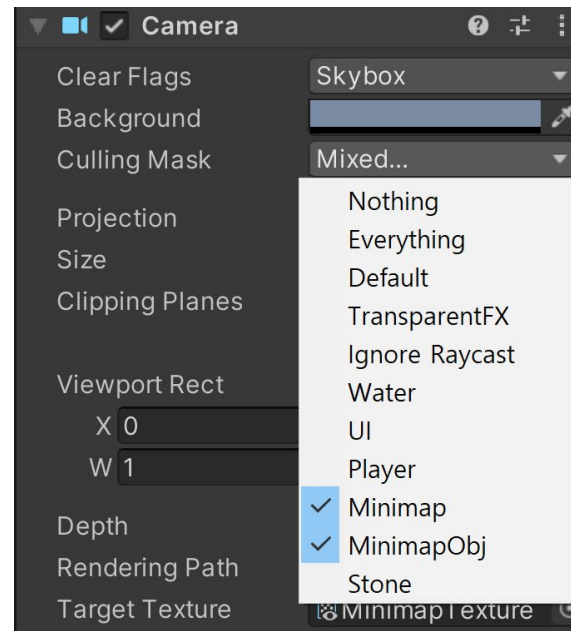 Camera
Clear Flags Skybox
Background
Culling Mask Mixed...
Nothing
Everything
Default
TransparentFX
Ignore Raycast
Water
UI
Player
Minimap
MinimapObj
Stone
Projection
Size
Clipping Planes
Viewport Rect
X 0
W 1
Depth
Rendering Path
Target Texture MinimapTexture